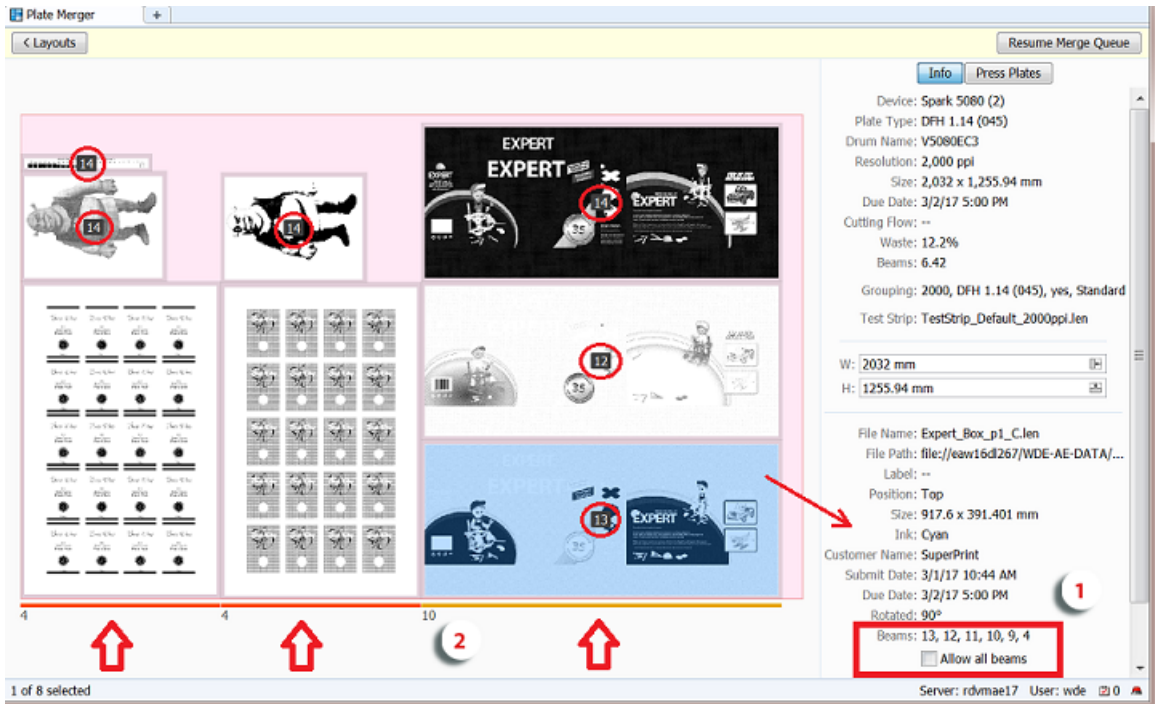 Plate Merger
+
< Layouts
Resume Merge Queue
Info
Press Plates
Device: Spark 5080 (2)
Plate Type: DFH 1.14 (045)
Drum Name: V5080EC3
Resolution: 2,000 ppi
Size: 2,032 x 1,255.94 mm
Due Date: 3/2/17 5:00 PM
Cutting Flow: --
Waste: 12.2%
Beams: 6.42
Grouping: 2000, DFH 1.14 (045), yes, Standard
Test Strip: TestStrip_Default_2000ppi.len
W: 2032 mm
H: 1255.94 mm
File Name: Expert_Box_p1_C.len
File Path: file://eaw16dl267/WDE-AE-DATA/...
Label: --
Position: Top
Size: 917.6 x 391.401 mm
Ink: Cyan
Customer Name: SuperPrint
Submit Date: 3/1/17 10:44 AM
Due Date: 3/2/17 5:00 PM
Rotated: 90°
Beams: 13, 12, 11, 10, 9, 4
Allow all beams
1
14
14
14
EXPERT
EXPERT
EXPERT
14
EXPERT
35
12
35
EXPERT
13
EXPERT
35
4
4
10
2
1 of 8 selected
Server: rdvmae17 User: wde 0